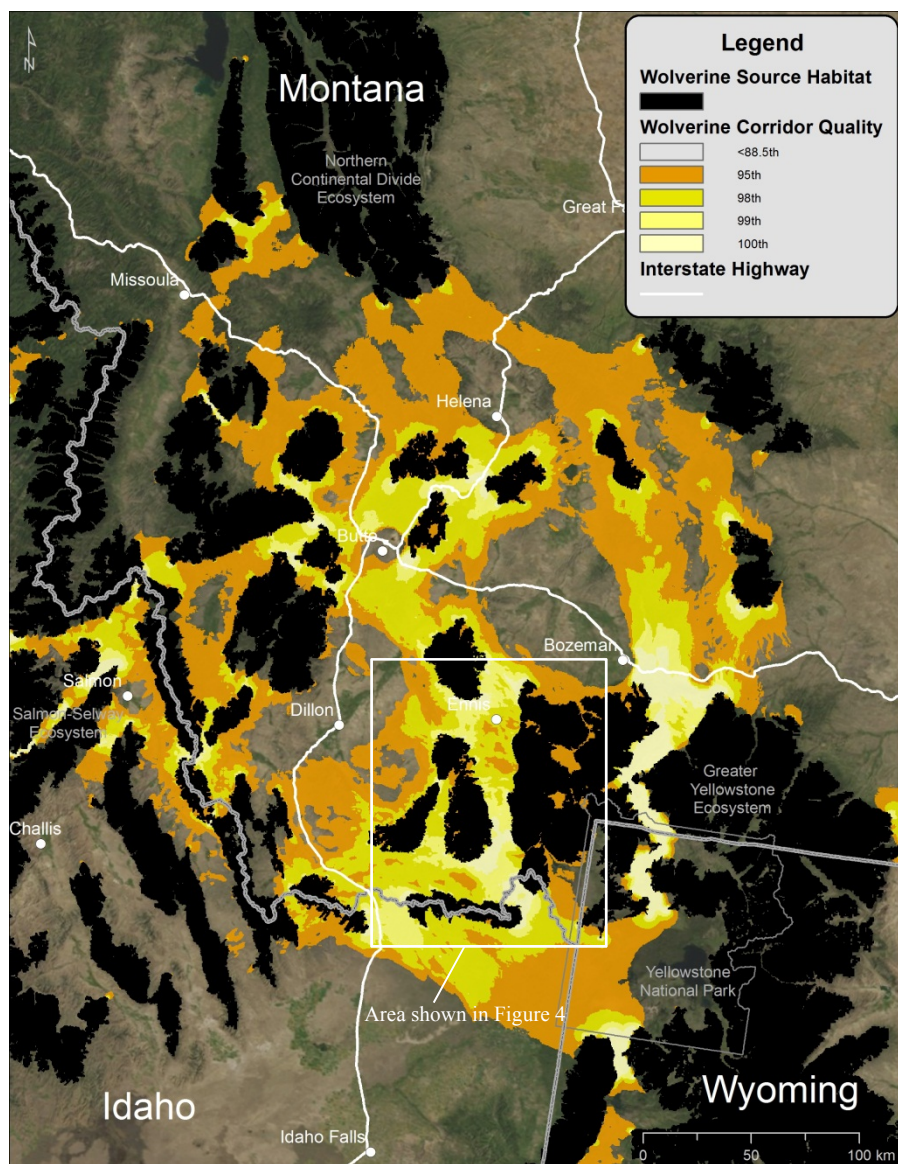 N
Montana
Northern
Continental Divide
Ecosystem
Great F
Legend
Wolverine Source Habitat
Wolverine Corridor Quality
<88.5th
95th
98th
99th
100th
Interstate Highway
Missoula
Helena
Butte
Bozeman
Salmon
Salmon-Selway
Ecosystem
Dillon
Ennis
Greater
Yellowstone
Ecosystem
Challis
Yellowstone
National Park
Area shown in Figure 4
Idaho
Wyoming
Idaho Falls
0 50 100 km